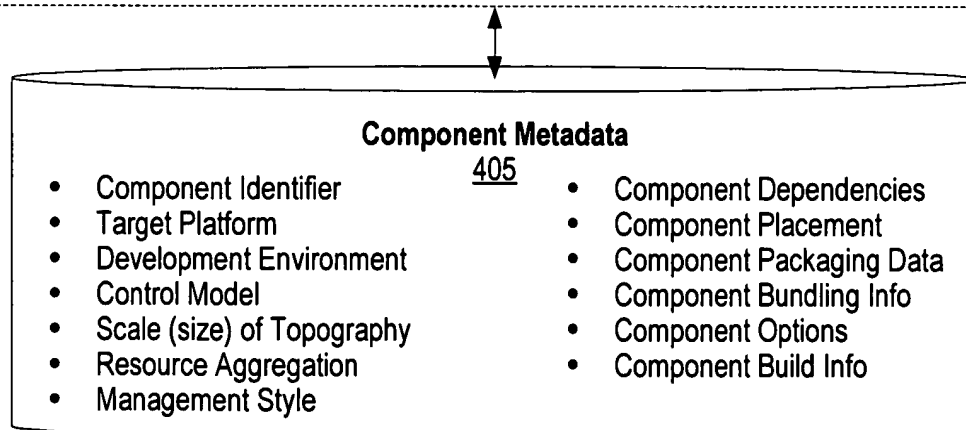 Component Metadata
405
• Component Identifier
• Target Platform
• Development Environment
• Control Model
• Scale (size) of Topography
• Resource Aggregation
• Management Style
• Component Dependencies
• Component Placement
• Component Packaging Data
• Component Bundling Info
• Component Options
• Component Build Info